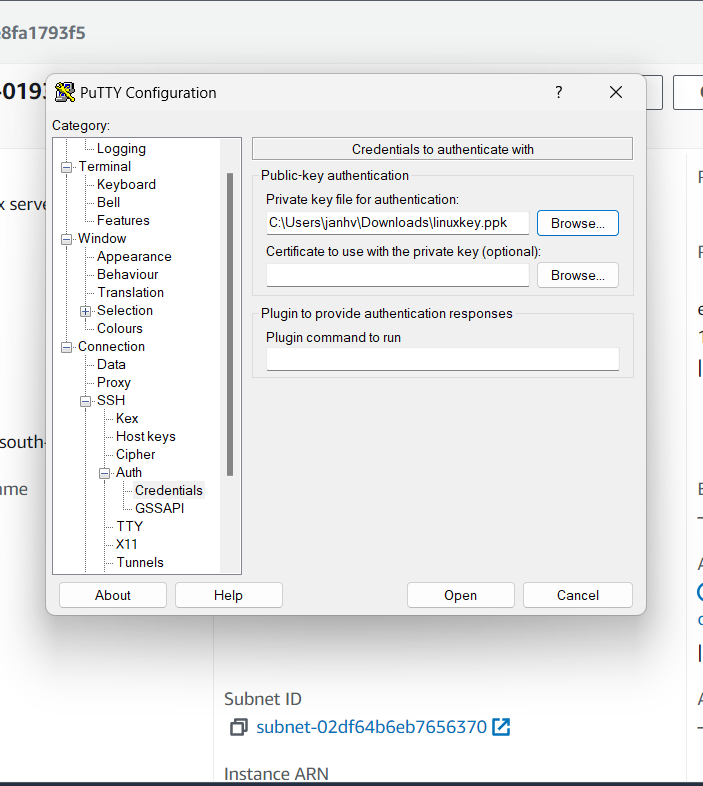 8fa1793f5
-0193
PuTTY Configuration
?
Category:
Logging
Terminal
Keyboard
Bell
Features
Window
Appearance
Behaviour
Translation
Selection
Colours
Connection
Data
Proxy
SSH
Kex
Host keys
Cipher
Auth
Credentials
GSSAPI
TTY
X11
Tunnels
Credentials to authenticate with
Public-key authentication
Private key file for authentication:
C:\Users\janhv\Downloads\linuxkey.ppk
Browse...
Certificate to use with the private key (optional):
Browse...
Plugin to provide authentication responses
Plugin command to run
About
Help
Open
Cancel
x serve
south-
ame
Subnet ID
subnet-02df64b6eb7656370
Instance ARN